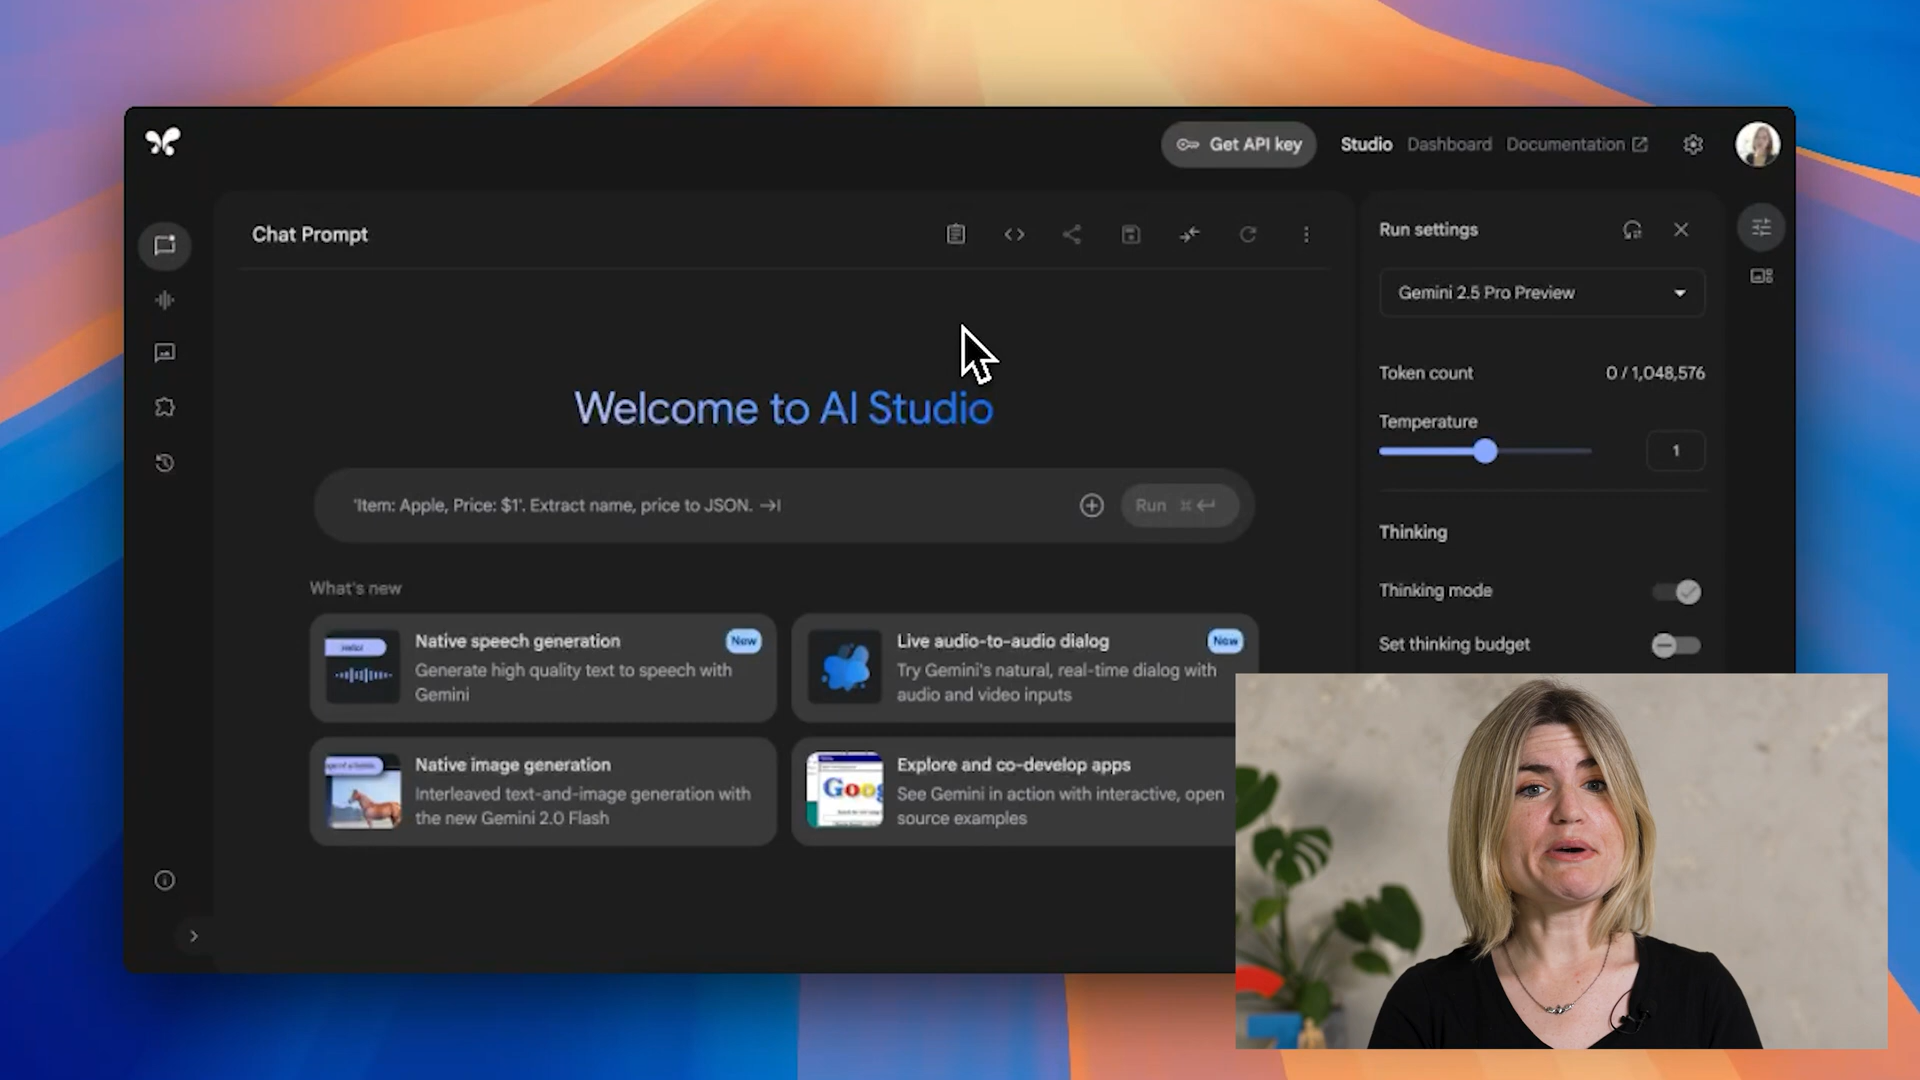 Get API key
Studio
Dashboard
Documentation
Chat Prompt
Run settings
Gemini 2.5 Pro Preview
Token count
0 / 1,048,576
Temperature
1
Welcome to AI Studio
'Item: Apple, Price: $1'. Extract name, price to JSON.
Run
Thinking
Thinking mode
Set thinking budget
What's new
Native speech generation
New
Generate high quality text to speech with
Gemini
Live audio-to-audio dialog
New
Try Gemini's natural, real-time dialog with
audio and video inputs
Native image generation
Interleaved text-and-image generation with
the new Gemini 2.0 Flash
Goo
Explore and co-develop apps
See Gemini in action with interactive, open
source examples